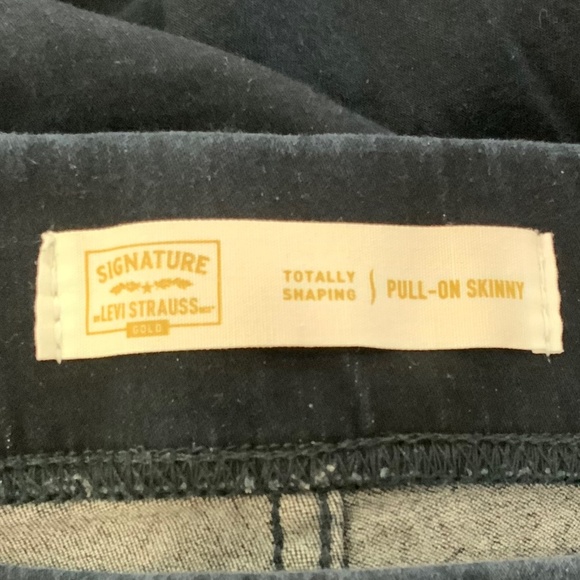 SIGNATURE
LEVI STRAUSS
GOLD
TOTALLY
SHAPING
PULL-ON SKINNY